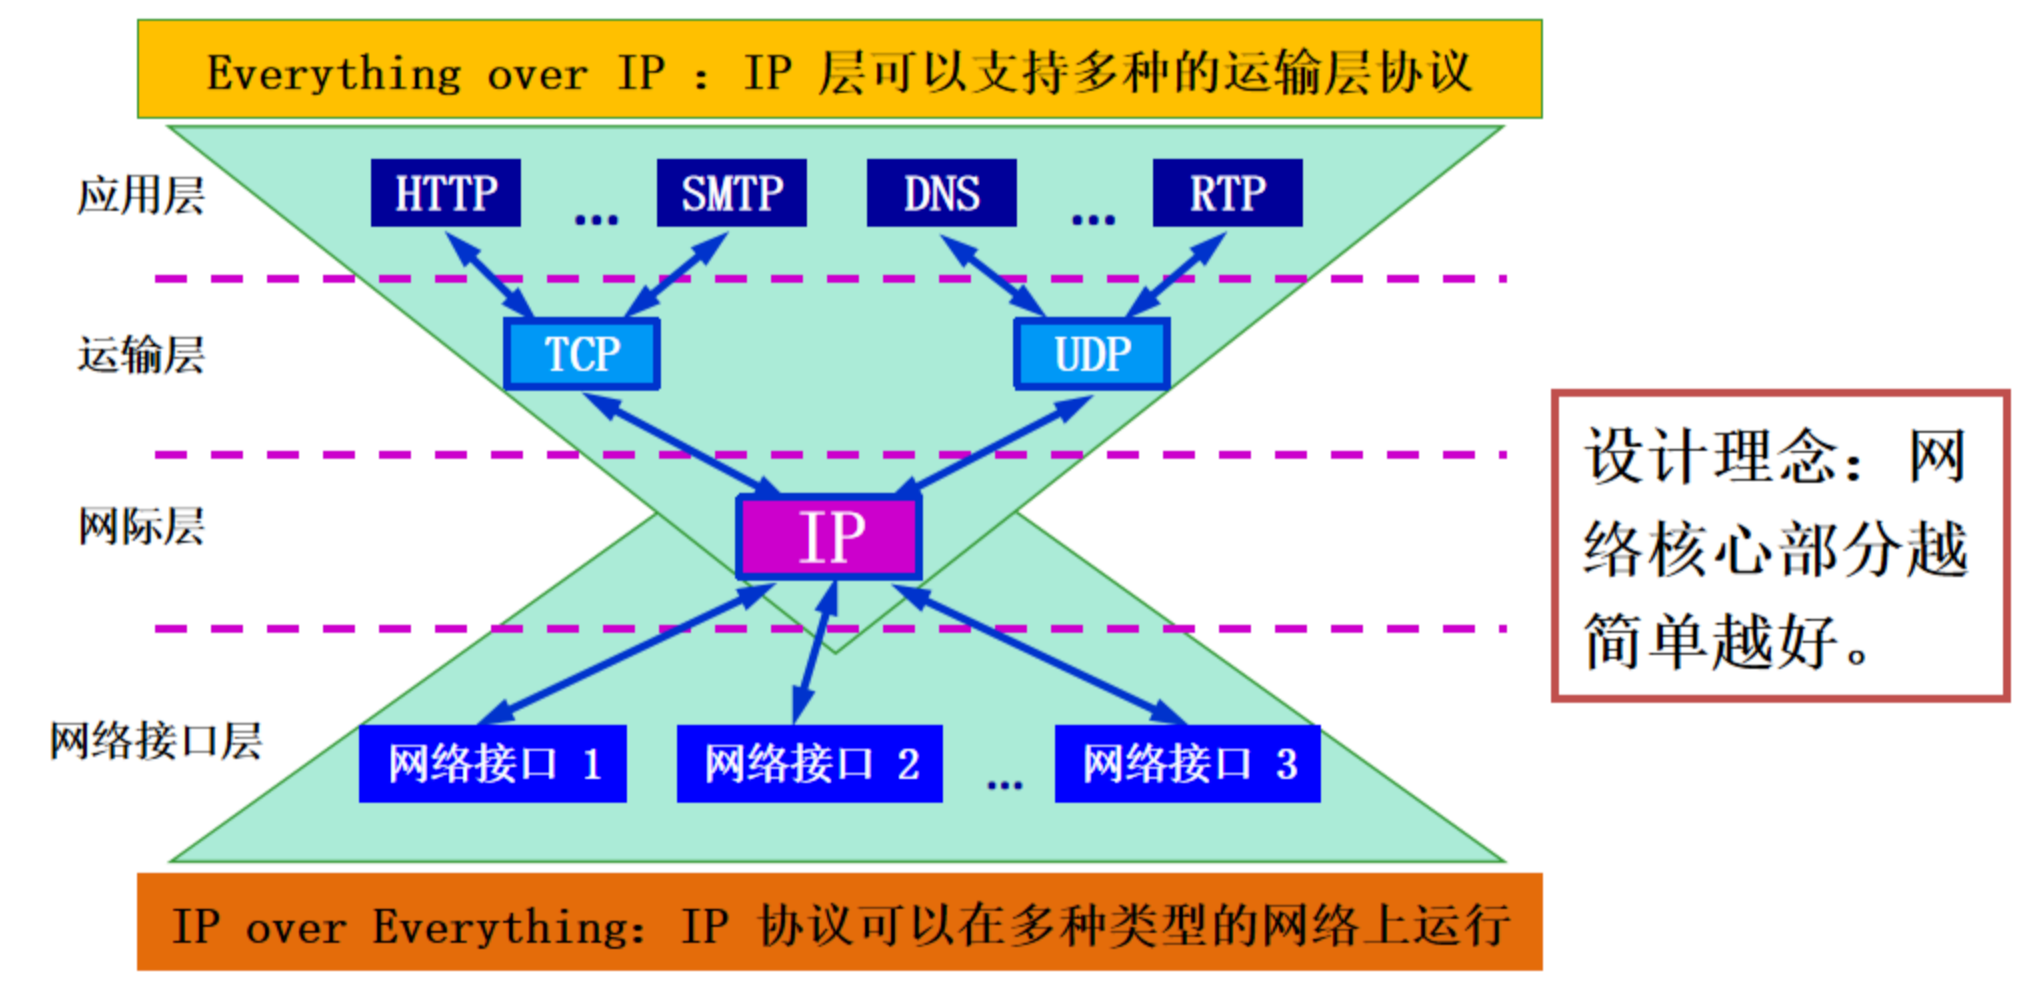 Everything over IP ：IP 层可以支持多种的运输层协议
应用层
HTTP ... SMTP DNS ... RTP
运输层
TCP UDP
网际层
IP
设计理念：网
络核心部分越
简单越好。
网络接口层
网络接口 1 网络接口 2 ... 网络接口 3
IP over Everything：IP 协议可以在多种类型的网络上运行